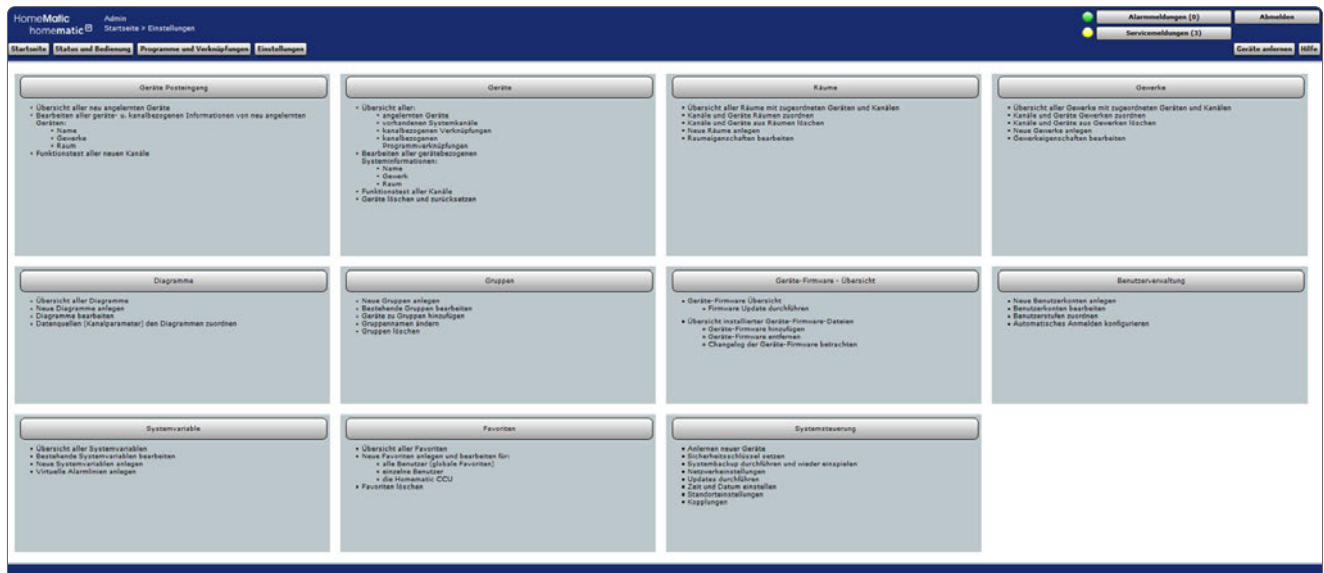 HomeMatic
homematic IP
Admin
Startseite > Einstellungen
Alarmmeldungen (0)
Abmelden
Servicemeldungen (3)
Startseite
Status und Bedienung
Programme und Verknüpfungen
Einstellungen
Geräte anlernen
Hilfe
Geräte Posteingang
Übersicht aller neu angelernten Geräte
Bearbeiten aller geräte- u. kanalbezogenen Informationen von neu angelernten
Geräten:
Name
Gewerke
Raum
Funktionstest aller neuen Kanäle
Geräte
Übersicht aller:
angelernten Geräte
vorhandenen Systemkanäle
kanalbezogenen Verknüpfungen
kanalbezogenen
Programmverknüpfungen
Bearbeiten aller gerätebezogenen
Systeminformationen:
Name
Gewerk
Raum
Funktionstest aller Kanäle
Geräte löschen und zurücksetzen
Räume
Übersicht aller Räume mit zugeordneten Geräten und Kanälen
Kanäle und Geräte Räumen zuordnen
Kanäle und Geräte aus Räumen löschen
Neue Räume anlegen
Raumeigenschaften bearbeiten
Gewerke
Übersicht aller Gewerke mit zugeordneten Geräten und Kanälen
Kanäle und Geräte Gewerken zuordnen
Kanäle und Geräte aus Gewerken löschen
Neue Gewerke anlegen
Gewerkeigenschaften bearbeiten
Diagramme
Übersicht aller Diagramme
Neue Diagramme anlegen
Diagramme bearbeiten
Datenquellen (Kanalparameter) den Diagrammen zuordnen
Gruppen
Neue Gruppen anlegen
Bestehende Gruppen bearbeiten
Geräte zu Gruppen hinzufügen
Gruppennamen ändern
Gruppen löschen
Geräte-Firmware - Übersicht
Geräte-Firmware Übersicht
Firmware Update durchführen
Übersicht installierter Geräte-Firmware-Dateien
Geräte-Firmware hinzufügen
Geräte-Firmware entfernen
Changelog der Geräte-Firmware betrachten
Benutzerverwaltung
Neue Benutzerkonten anlegen
Benutzerkonten bearbeiten
Benutzerstufen zuordnen
Automatisches Anmelden konfigurieren
Systemvariable
Übersicht aller Systemvariablen
Bestehende Systemvariablen bearbeiten
Neue Systemvariablen anlegen
Virtuelle Alarmlinien anlegen
Favoriten
Übersicht aller Favoriten
Neue Favoriten anlegen und bearbeiten für:
alle Benutzer (globale Favoriten)
einzelne Benutzer
die Homematic CCU
Favoriten löschen
Systemsteuerung
Anlernen neuer Geräte
Sicherheitsschlüssel setzen
Systembackup durchführen und wieder einspielen
Netzwerkeinstellungen
Updates durchführen
Zeit und Datum einstellen
Standorteinstellungen
Kopplungen